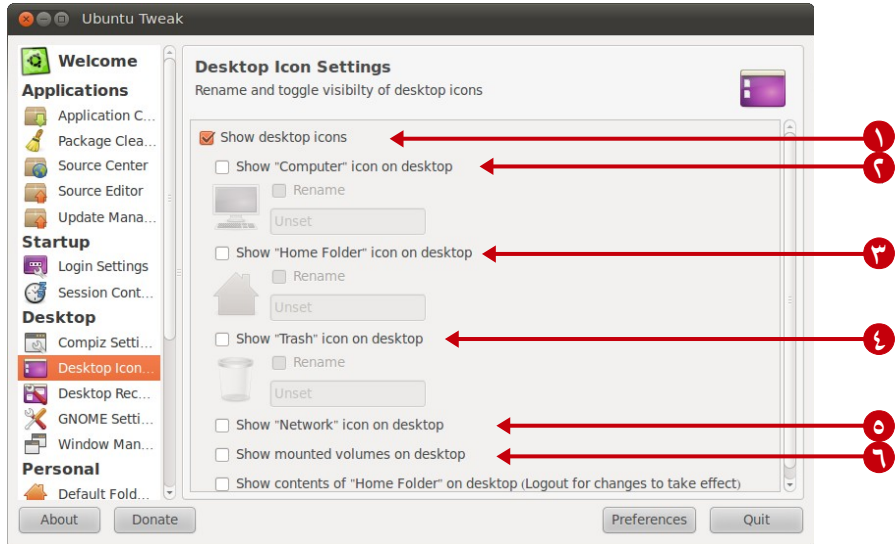 Ubuntu Tweak
Welcome
Applications
Application C...
Package Clea...
Source Center
Source Editor
Update Mana...
Startup
Login Settings
Session Cont...
Desktop
Compiz Setti...
Desktop Icon...
Desktop Rec...
GNOME Setti...
Window Man...
Personal
Default Fold...
Desktop Icon Settings
Rename and toggle visibilty of desktop icons
Show desktop icons
١
Show "Computer" icon on desktop
٢
Rename
Unset
Show "Home Folder" icon on desktop
٣
Rename
Unset
Show "Trash" icon on desktop
٤
Rename
Unset
Show "Network" icon on desktop
٥
Show mounted volumes on desktop
٦
Show contents of "Home Folder" on desktop (Logout for changes to take effect)
About
Donate
Preferences
Quit